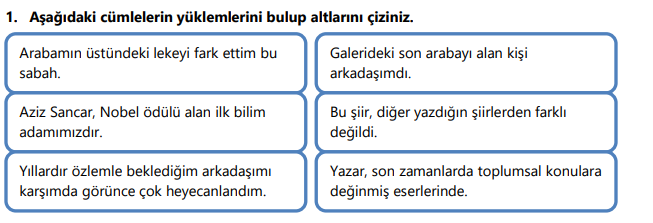 1. Aşağıdaki cümlelerin yüklemlerini bulup altlarını çiziniz.
Arabamın üstündeki lekeyi fark ettim bu
sabah.
Galerideki son arabayı alan kişi
arkadaşımdı.
Aziz Sancar, Nobel ödülü alan ilk bilim
adamımızdır.
Bu şiir, diğer yazdığın şiirlerden farklı
değildi.
Yıllardır özlemle beklediğim arkadaşımı
karşımda görünce çok heyecanlandım.
Yazar, son zamanlarda toplumsal konulara
değinmiş eserlerinde.